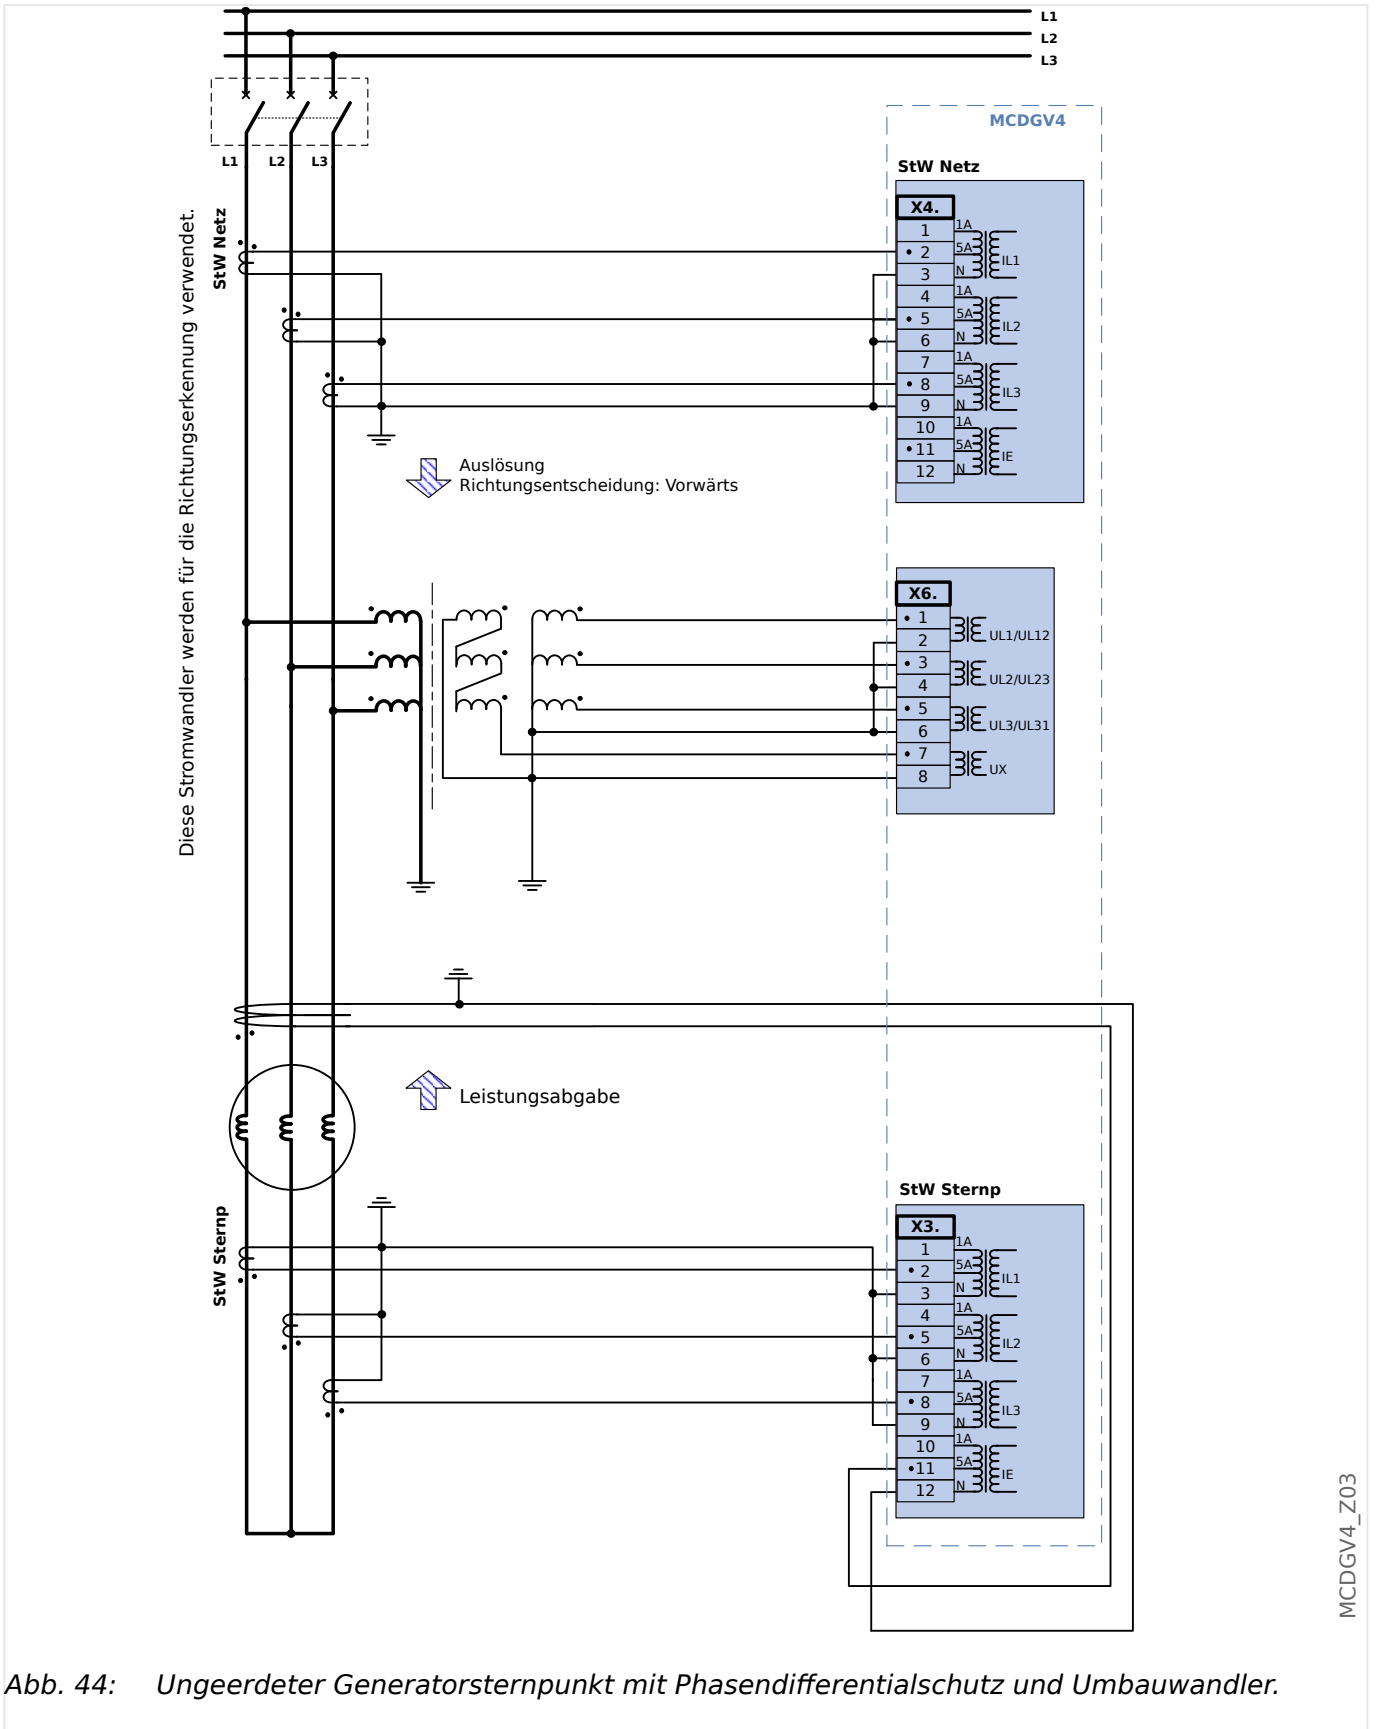 L1
L2
L3
L1
L2
L3
MCDGV4
StW Netz
StW Netz
Diese Stromwandler werden für die Richtungserkennung verwendet.
X4.
1 1A
2 5A IL1
3 N
4 1A
5 5A IL2
6 N
7 1A
8 5A IL3
9 N
10 1A
11 5A IE
12 N
Auslösung
Richtungsentscheidung: Vorwärts
X6.
1
2 UL1/UL12
3
4 UL2/UL23
5
6 UL3/UL31
7
8 UX
Leistungsabgabe
StW Sternp
StW Sternp
X3.
1 1A
2 5A IL1
3 N
4 1A
5 5A IL2
6 N
7 1A
8 5A IL3
9 N
10 1A
11 5A IE
12 N
MCDGV4_Z03
Abb. 44: Ungeerdeter Generatorsternpunkt mit Phasendifferentialschutz und Umbauwandler.